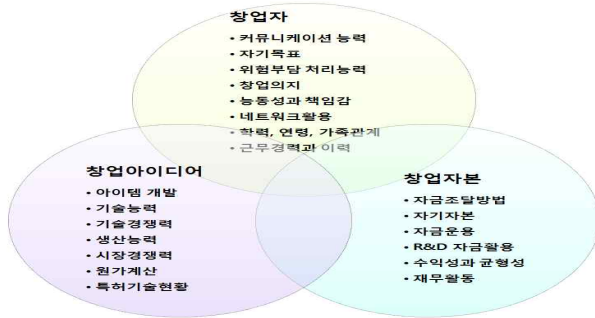 창업자
• 커뮤니케이션 능력
• 자기목표
• 위험부담 처리능력
• 창업의지
• 능동성과 책임감
• 네트워크활용
• 학력, 연령, 가족관계
• 근무경력과 이력
창업아이디어
• 아이템 개발
• 기술능력
• 기술경쟁력
• 생산능력
• 시장경쟁력
• 원가계산
• 특허기술현황
창업자본
• 자금조달방법
• 자기자본
• 자금운용
• R&D 자금활용
• 수익성과 균형성
• 재무활동